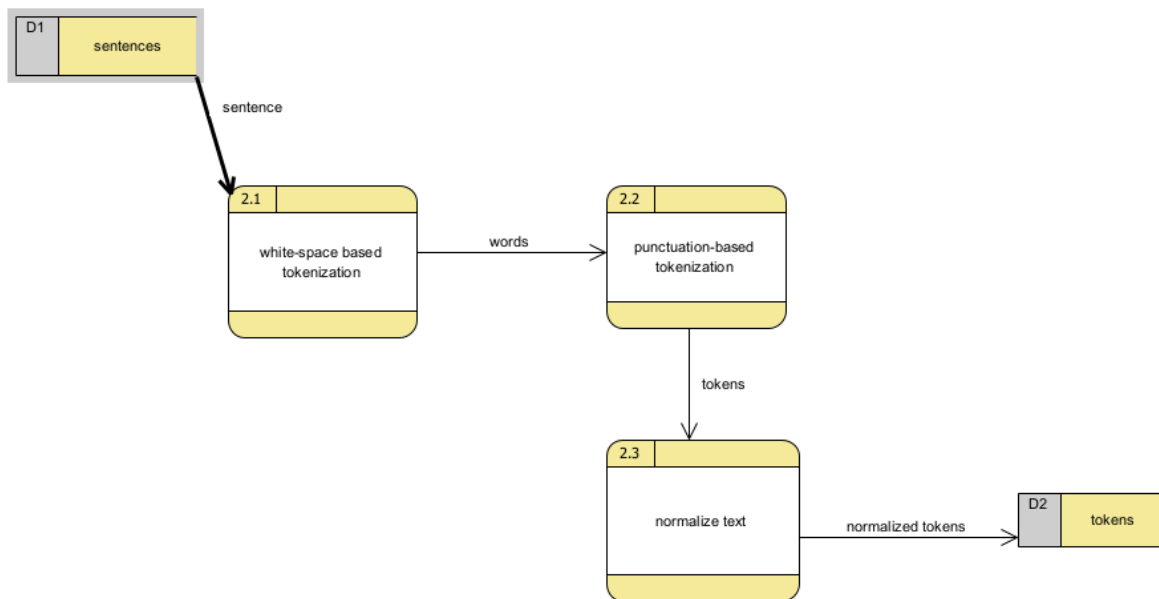 D1
sentences
sentence
2.1
white-space based
tokenization
words
2.2
punctuation-based
tokenization
tokens
2.3
normalize text
normalized tokens
D2
tokens